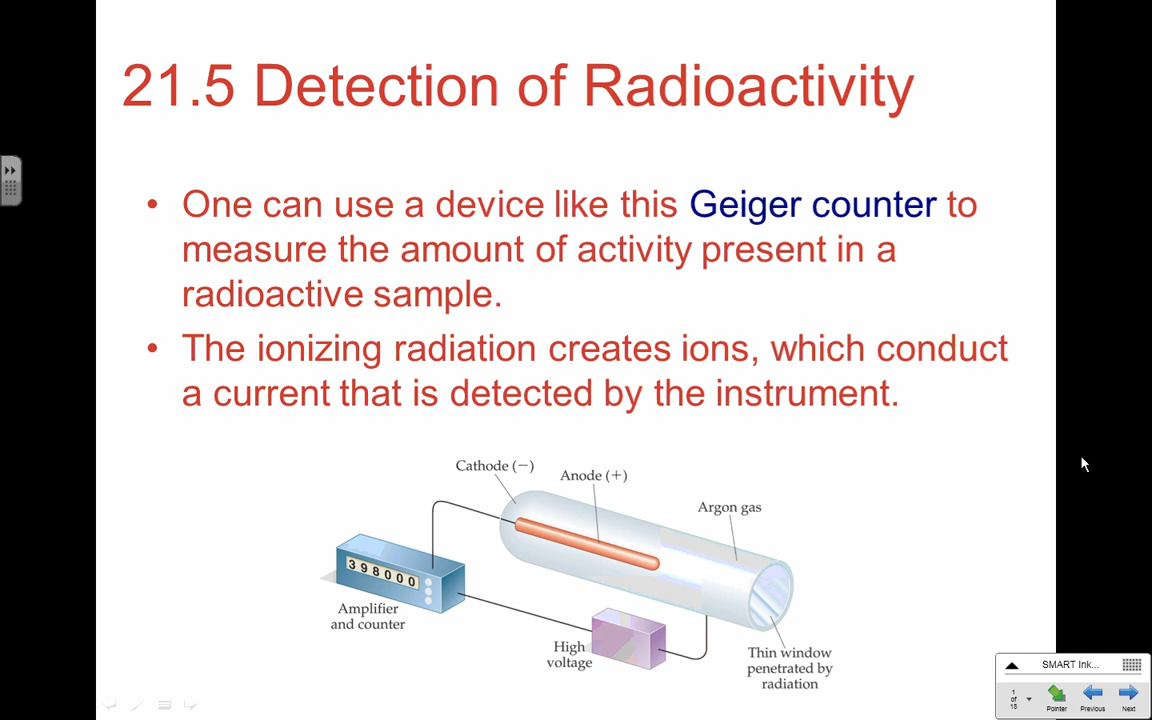 21.5 Detection of Radioactivity
• One can use a device like this Geiger counter to
measure the amount of activity present in a
radioactive sample.
• The ionizing radiation creates ions, which conduct
a current that is detected by the instrument.
Cathode (−)
Anode (+)
Argon gas
398000
Amplifier
and counter
High
voltage
Thin window
penetrated by
radiation
SMART Ink...
1
of
18
Pointer
Previous
Next